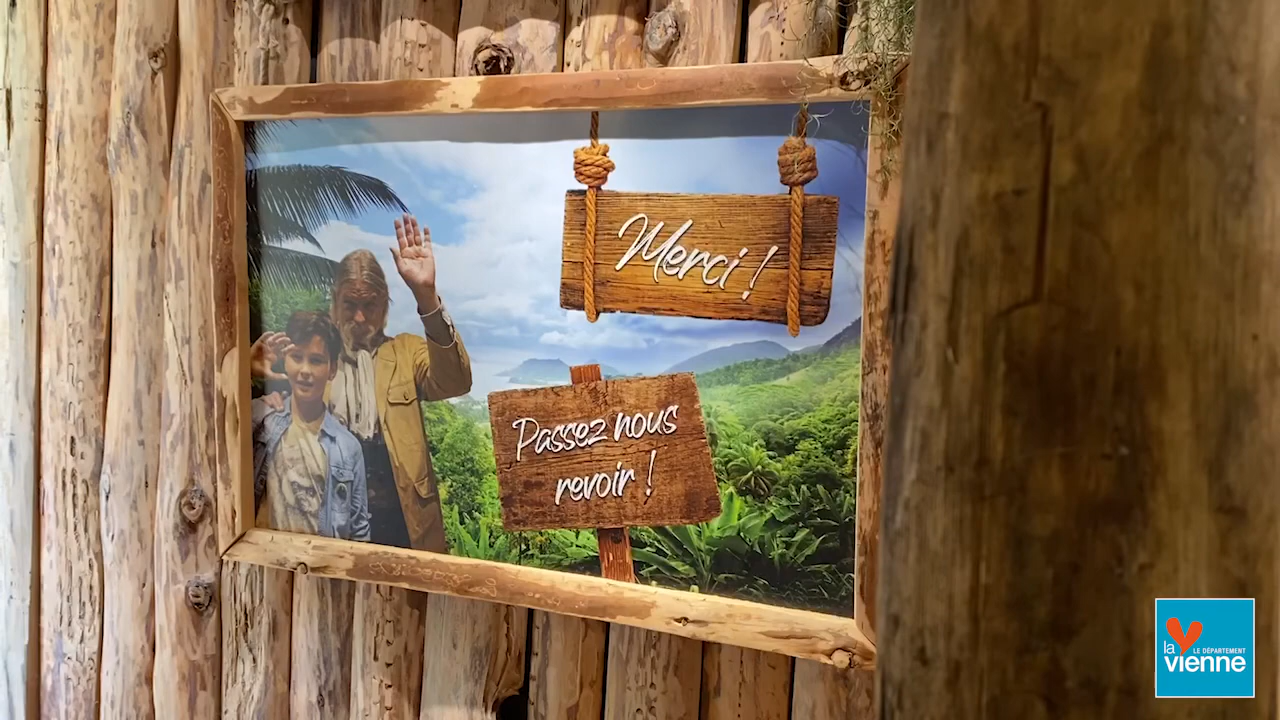 Merci !
Passez nous
revoir !
la
LE DÉPARTEMENT
vienne